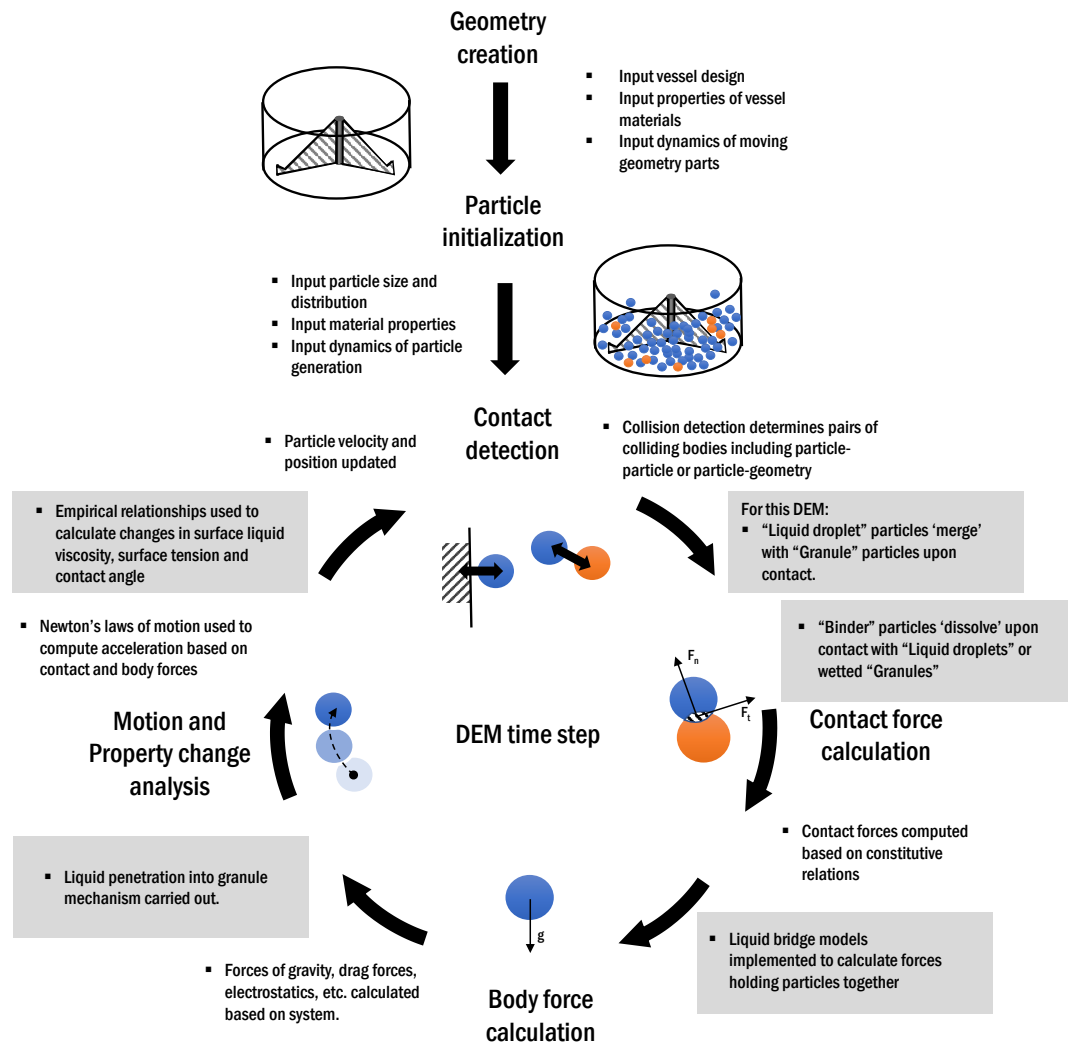 Geometry
creation
▪ Input vessel design
▪ Input properties of vessel
materials
▪ Input dynamics of moving
geometry parts
Particle
initialization
▪ Input particle size and
distribution
▪ Input material properties
▪ Input dynamics of particle
generation
Contact
detection
▪ Particle velocity and
position updated
▪ Collision detection determines pairs of
colliding bodies including particle-
particle or particle-geometry
▪ Empirical relationships used to
calculate changes in surface liquid
viscosity, surface tension and
contact angle
For this DEM:
▪ “Liquid droplet” particles ‘merge’
with “Granule” particles upon
contact.
▪ “Binder” particles ‘dissolve’ upon
contact with “Liquid droplets” or
wetted “Granules”
▪ Newton’s laws of motion used to
compute acceleration based on
contact and body forces
Fn
Ft
Motion and
Property change
analysis
DEM time step
Contact force
calculation
▪ Contact forces computed
based on constitutive
relations
▪ Liquid penetration into granule
mechanism carried out.
g
▪ Liquid bridge models
implemented to calculate forces
holding particles together
▪ Forces of gravity, drag forces,
electrostatics, etc. calculated
based on system.
Body force
calculation